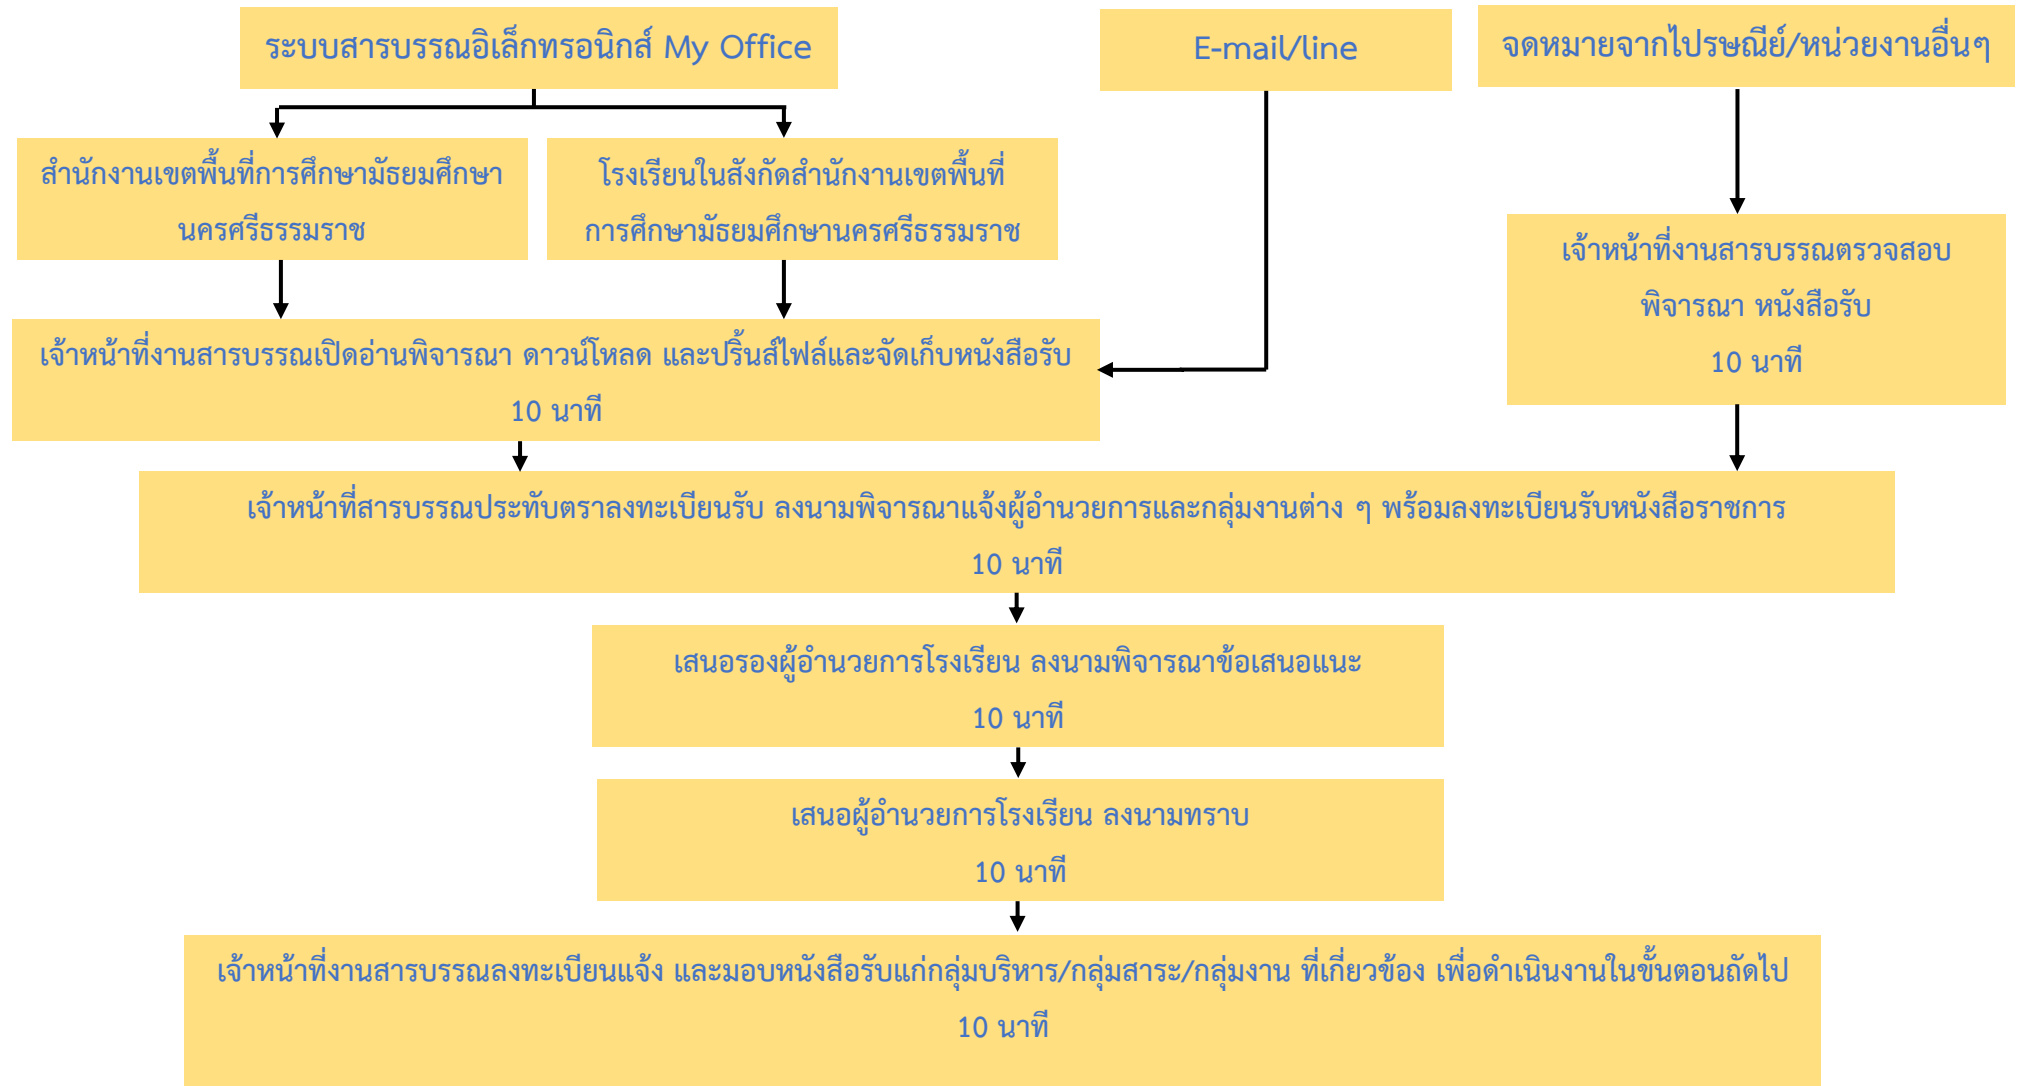 ระบบสารบรรณอิเล็กทรอนิกส์ My Office
E-mail/line
จดหมายจากไปรษณีย์/หน่วยงานอื่นๆ
สำนักงานเขตพื้นที่การศึกษามัธยมศึกษา
นครศรีธรรมราช
โรงเรียนในสังกัดสำนักงานเขตพื้นที่
การศึกษามัธยมศึกษานครศรีธรรมราช
เจ้าหน้าที่งานสารบรรณตรวจสอบ
พิจารณา หนังสือรับ
10 นาที
เจ้าหน้าที่งานสารบรรณเปิดอ่านพิจารณา ดาวน์โหลด และปริ้นส์ไฟล์และจัดเก็บหนังสือรับ
10 นาที
เจ้าหน้าที่สารบรรณประทับตราลงทะเบียนรับ ลงนามพิจารณาแจ้งผู้อำนวยการและกลุ่มงานต่าง ๆ พร้อมลงทะเบียนรับหนังสือราชการ
10 นาที
เสนอรองผู้อำนวยการโรงเรียน ลงนามพิจารณาข้อเสนอแนะ
10 นาที
เสนอผู้อำนวยการโรงเรียน ลงนามทราบ
10 นาที
เจ้าหน้าที่งานสารบรรณลงทะเบียนแจ้ง และมอบหนังสือรับแก่กลุ่มบริหาร/กลุ่มสาระ/กลุ่มงาน ที่เกี่ยวข้อง เพื่อดำเนินงานในขั้นตอนถัดไป
10 นาที